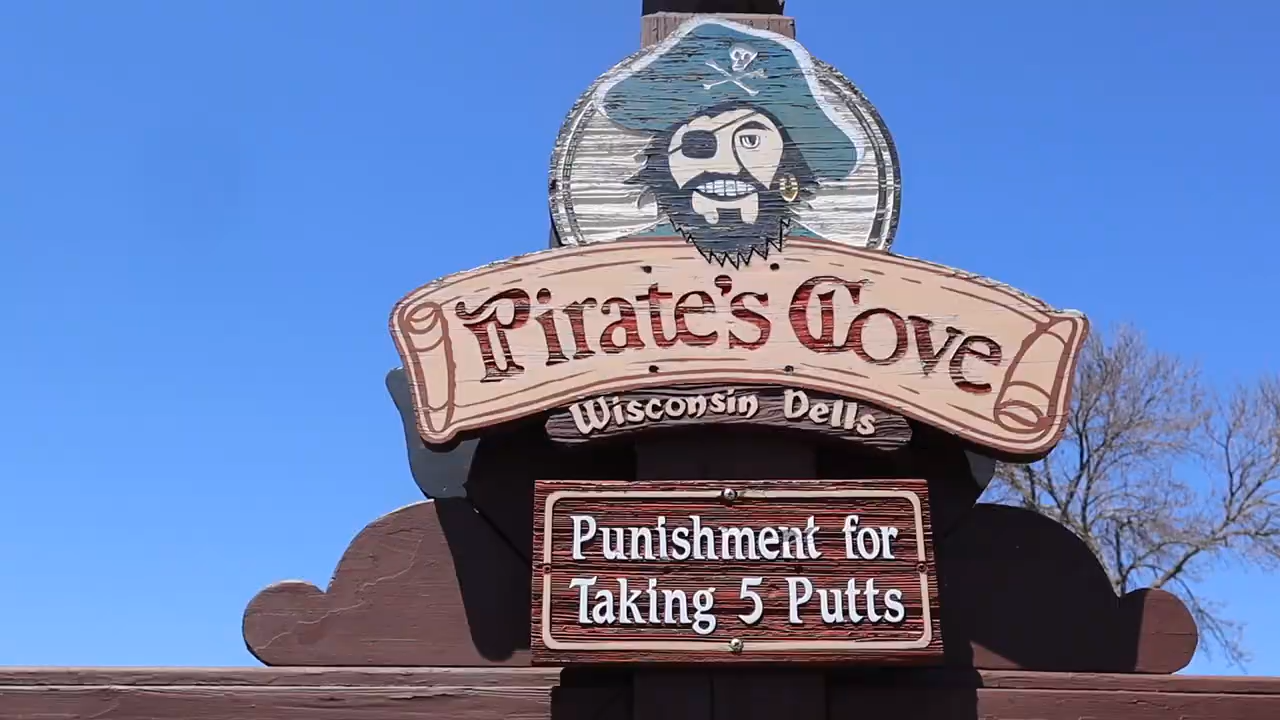 Pirate's Cove
Wisconsin Dells
Punishment for
Taking 5 Putts